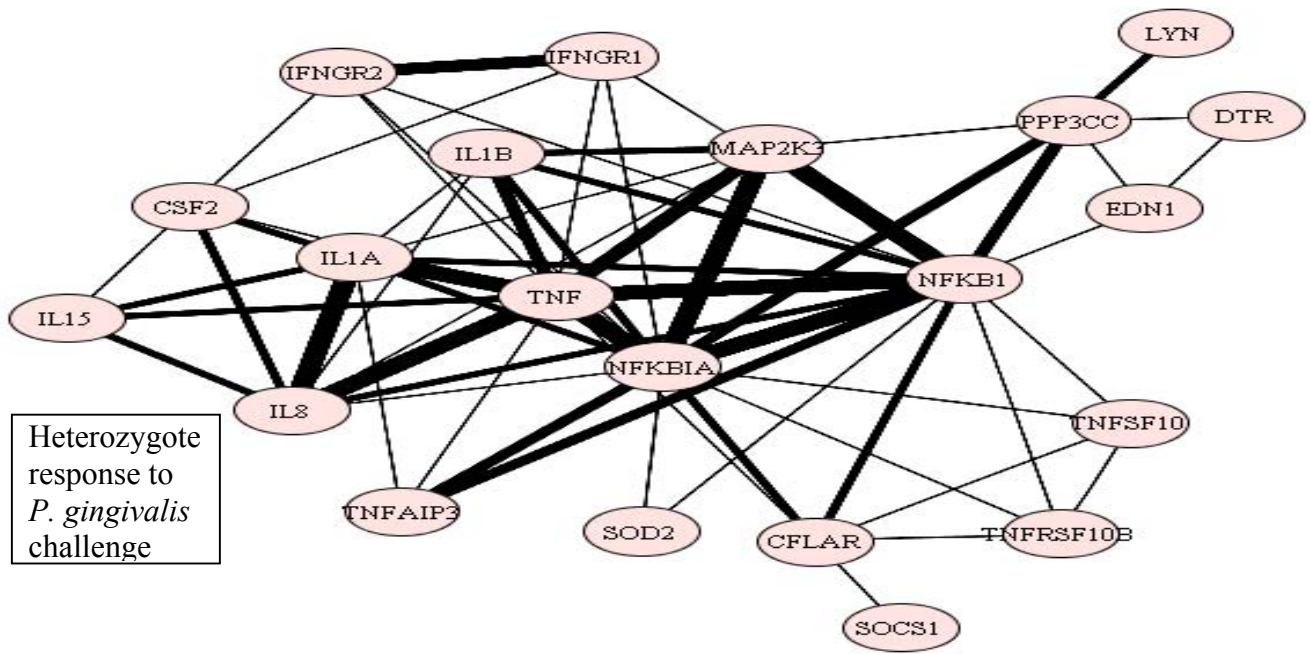 LYN
IFNGR1
IFNGR2
DTR
PPP3CC
MAP2K3
IL1B
CSF2
EDN1
IL1A
NFKB1
TNF
IL15
NFKBIA
IL8
TNFSF10
Heterozygote
response to
P. gingivalis
challenge
TNFAIP3
SOD2
CFLAR
TNFRSF10B
SOCS1